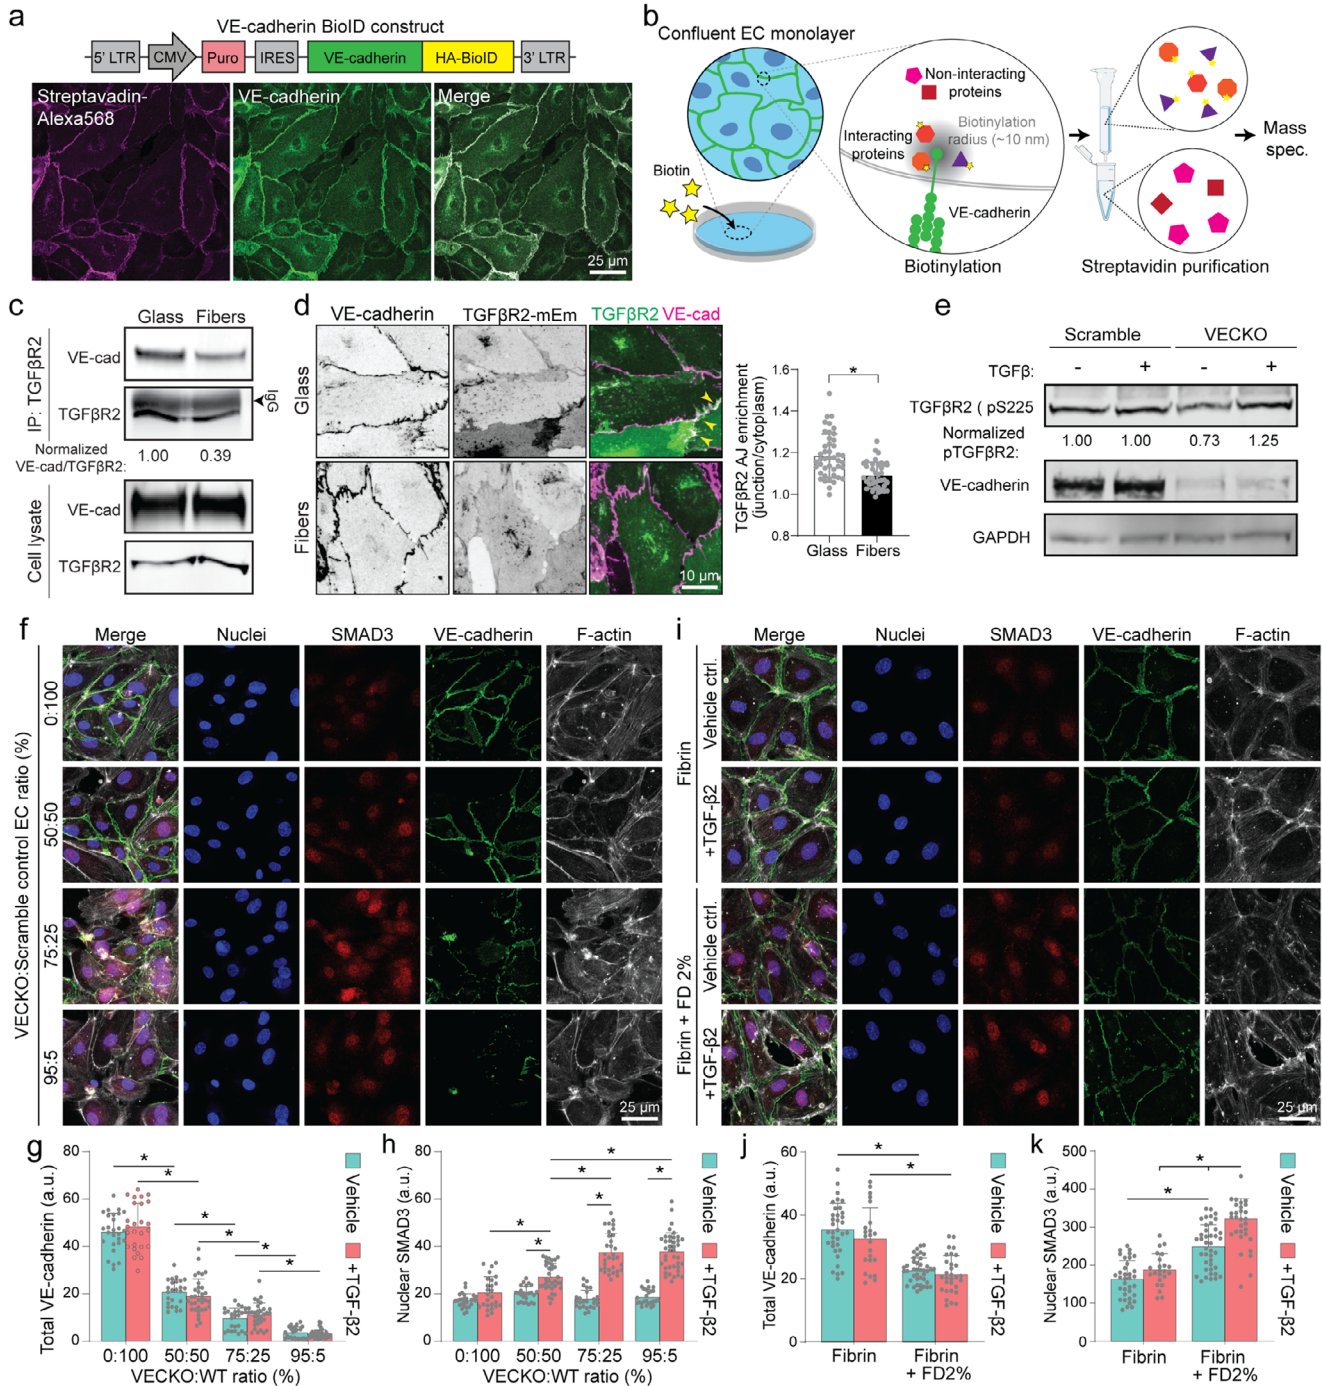 a
VE-cadherin BioID construct
5' LTR
CMV
Puro
IRES
VE-cadherin
HA-BioID
3' LTR
Streptavadin-
Alexa568
VE-cadherin
Merge
25 µm
b
Confluent EC monolayer
Biotin
Non-interacting
proteins
Interacting
proteins
Biotinylation
radius (~10 nm)
VE-cadherin
Biotinylation
Streptavidin purification
Mass
spec.
c
Glass
Fibers
IP: TGFβR2
VE-cad
TGFβR2
IgG
Normalized
VE-cad/TGFβR2:
1.00
0.39
Cell lysate
VE-cad
TGFβR2
d
VE-cadherin
TGFβR2-mEm
TGFβR2 VE-cad
Glass
Fibers
10 µm
TGFβR2 AJ enrichment
(junction/cytoplasm)
1.6
1.4
1.2
1.0
0.8
*
Glass
Fibers
e
Scramble
VECKO
TGFβ:
-
+
-
+
TGFβR2 ( pS225
Normalized
pTGFβR2:
1.00
1.00
0.73
1.25
VE-cadherin
GAPDH
f
Merge
Nuclei
SMAD3
VE-cadherin
F-actin
VECKO:Scramble control EC ratio (%)
0:100
50:50
75:25
95:5
25 µm
i
Merge
Nuclei
SMAD3
VE-cadherin
F-actin
Fibrin
Vehicle ctrl.
+TGF-β2
Fibrin + FD 2%
Vehicle ctrl.
+TGF-β2
25 µm
g
Total VE-cadherin (a.u.)
80
60
40
20
0
*
*
*
*
*
*
0:100
50:50
75:25
95:5
VECKO:WT ratio (%)
Vehicle
+TGF-β2
h
Nuclear SMAD3 (a.u.)
80
60
40
20
0
*
*
*
*
*
*
0:100
50:50
75:25
95:5
VECKO:WT ratio (%)
Vehicle
+TGF-β2
j
Total VE-cadherin (a.u.)
60
40
20
0
*
*
Fibrin
Fibrin
+ FD2%
Vehicle
+TGF-β2
k
Nuclear SMAD3 (a.u.)
500
400
300
200
100
0
*
*
Fibrin
Fibrin
+ FD2%
Vehicle
+TGF-β2